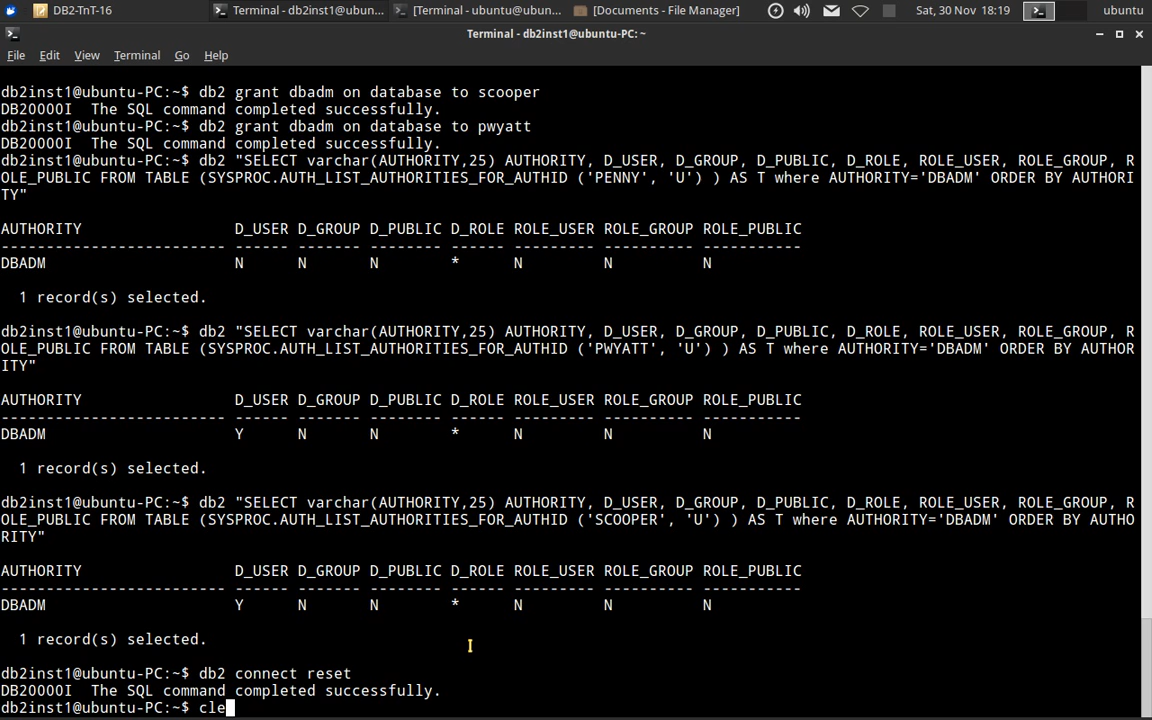 DB2-TnT-16
Terminal - db2inst1@ubun...
[Terminal - ubuntu@ubun...
[Documents - File Manager]
Sat, 30 Nov 18:19
ubuntu
Terminal - db2inst1@ubuntu-PC: ~
File Edit View Terminal Go Help
db2inst1@ubuntu-PC:~$ db2 grant dbadm on database to scooper
DB20000I  The SQL command completed successfully.
db2inst1@ubuntu-PC:~$ db2 grant dbadm on database to pwyatt
DB20000I  The SQL command completed successfully.
db2inst1@ubuntu-PC:~$ db2 "SELECT varchar(AUTHORITY,25) AUTHORITY, D_USER, D_GROUP, D_PUBLIC, D_ROLE, ROLE_USER, ROLE_GROUP, R
OLE_PUBLIC FROM TABLE (SYSPROC.AUTH_LIST_AUTHORITIES_FOR_AUTHID ('PENNY', 'U') ) AS T where AUTHORITY='DBADM' ORDER BY AUTHORI
TY"
AUTHORITY                 D_USER D_GROUP D_PUBLIC D_ROLE ROLE_USER ROLE_GROUP ROLE_PUBLIC
------------------------- ------ ------- -------- ------ --------- ---------- -----------
DBADM                     N      N       N        *      N         N          N
  1 record(s) selected.
db2inst1@ubuntu-PC:~$ db2 "SELECT varchar(AUTHORITY,25) AUTHORITY, D_USER, D_GROUP, D_PUBLIC, D_ROLE, ROLE_USER, ROLE_GROUP, R
OLE_PUBLIC FROM TABLE (SYSPROC.AUTH_LIST_AUTHORITIES_FOR_AUTHID ('PWYATT', 'U') ) AS T where AUTHORITY='DBADM' ORDER BY AUTHOR
ITY"
AUTHORITY                 D_USER D_GROUP D_PUBLIC D_ROLE ROLE_USER ROLE_GROUP ROLE_PUBLIC
------------------------- ------ ------- -------- ------ --------- ---------- -----------
DBADM                     Y      N       N        *      N         N          N
  1 record(s) selected.
db2inst1@ubuntu-PC:~$ db2 "SELECT varchar(AUTHORITY,25) AUTHORITY, D_USER, D_GROUP, D_PUBLIC, D_ROLE, ROLE_USER, ROLE_GROUP, R
OLE_PUBLIC FROM TABLE (SYSPROC.AUTH_LIST_AUTHORITIES_FOR_AUTHID ('SCOOPER', 'U') ) AS T where AUTHORITY='DBADM' ORDER BY AUTHO
RITY"
AUTHORITY                 D_USER D_GROUP D_PUBLIC D_ROLE ROLE_USER ROLE_GROUP ROLE_PUBLIC
------------------------- ------ ------- -------- ------ --------- ---------- -----------
DBADM                     Y      N       N        *      N         N          N
  1 record(s) selected.
db2inst1@ubuntu-PC:~$ db2 connect reset
DB20000I  The SQL command completed successfully.
db2inst1@ubuntu-PC:~$ cle